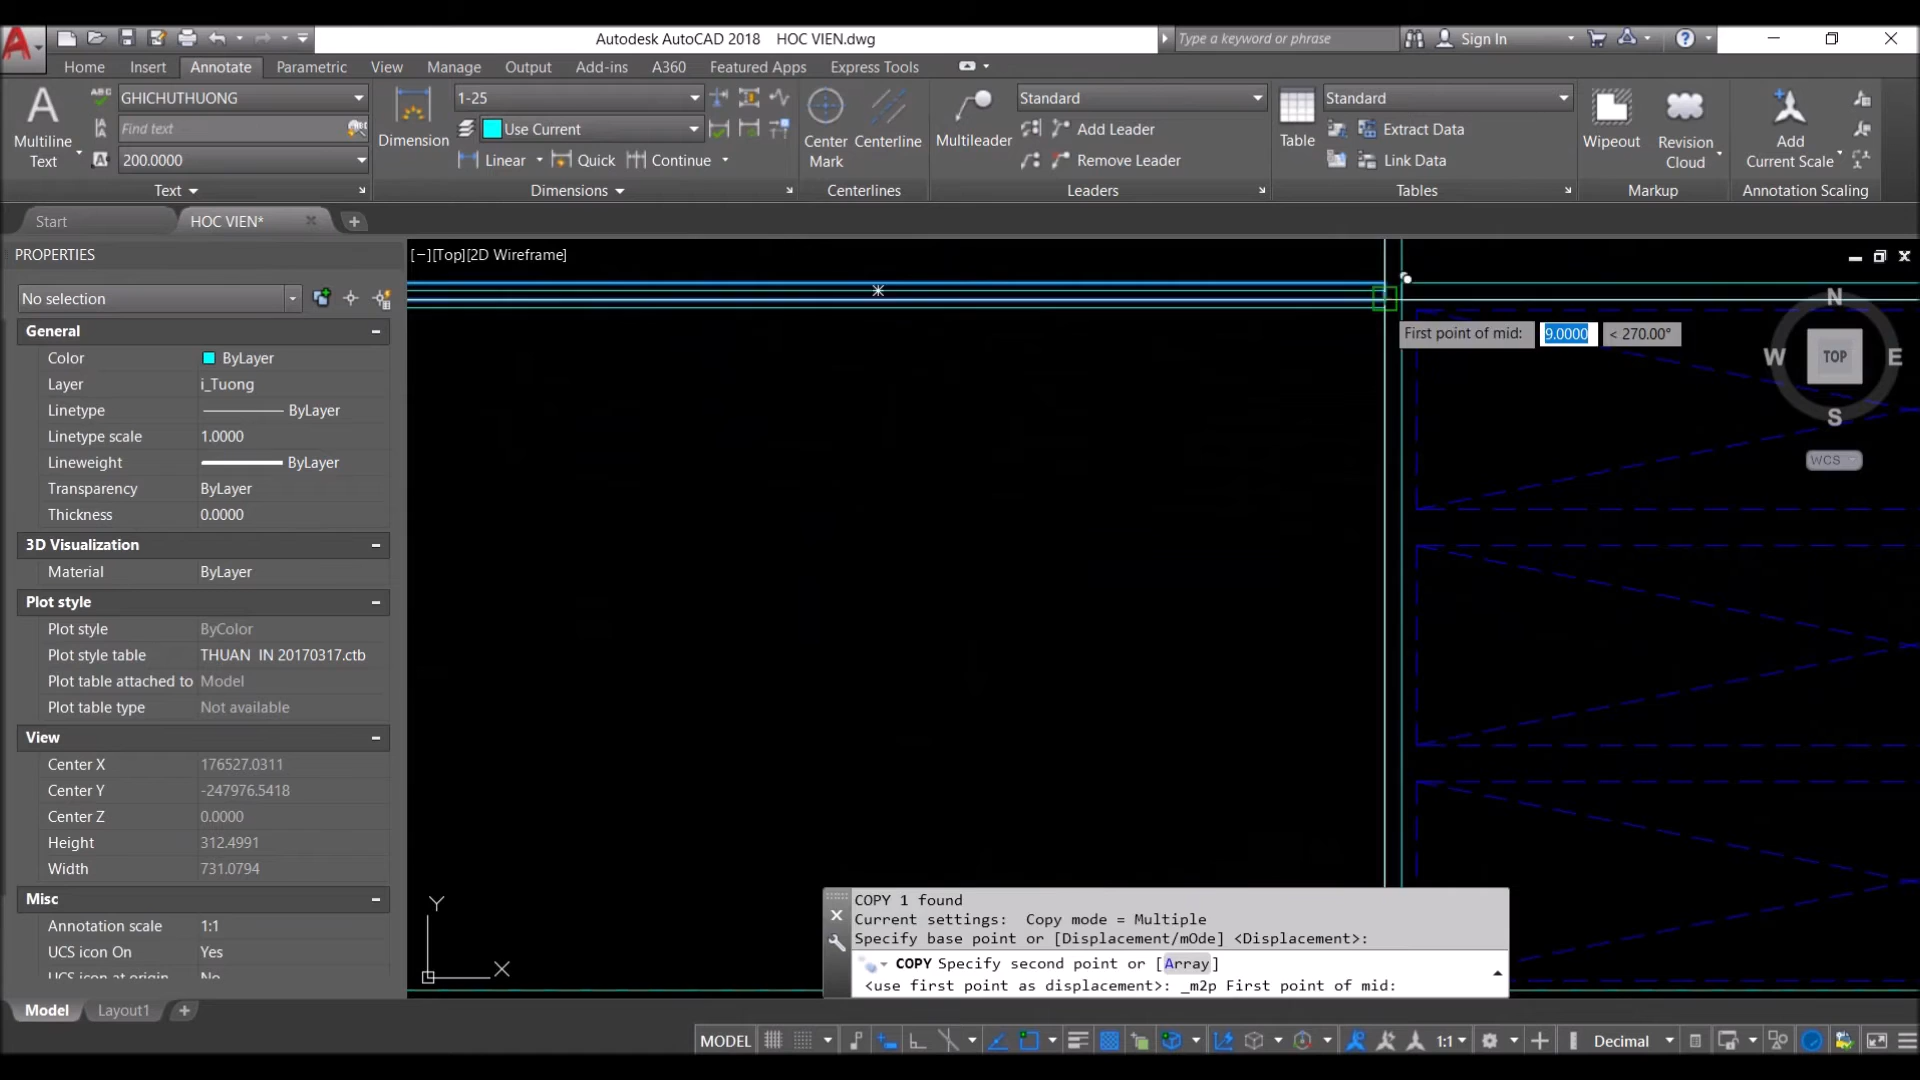 Autodesk AutoCAD 2018 HOC VIEN.dwg
Type a keyword or phrase
Sign In
Home Insert Annotate Parametric View Manage Output Add-ins A360 Featured Apps Express Tools
GHICHUTHUONG
Find text
200.0000
Multiline Text
Text
Dimension
1-25
Use Current
Linear Quick Continue
Dimensions
Center Mark
Centerline
Centerlines
Multileader
Standard
Add Leader
Remove Leader
Leaders
Table
Standard
Extract Data
Link Data
Tables
Wipeout
Revision Cloud
Markup
Add Current Scale
Annotation Scaling
Start
HOC VIEN*
PROPERTIES
[−][Top][2D Wireframe]
No selection
General
Color ByLayer
Layer i_Tuong
Linetype ByLayer
Linetype scale 1.0000
Lineweight ByLayer
Transparency ByLayer
Thickness 0.0000
3D Visualization
Material ByLayer
Plot style
Plot style ByColor
Plot style table THUAN IN 20170317.ctb
Plot table attached to Model
Plot table type Not available
View
Center X 176527.0311
Center Y -247976.5418
Center Z 0.0000
Height 312.4991
Width 731.0794
Misc
Annotation scale 1:1
UCS icon On Yes
UCS icon at origin No
First point of mid: 9.0000 < 270.00°
N
W TOP E
S
WCS
Y
X
COPY 1 found
Current settings: Copy mode = Multiple
Specify base point or [Displacement/mOde] <Displacement>:
COPY Specify second point or [Array]
<use first point as displacement>: _m2p First point of mid:
Model Layout1
MODEL 1:1 Decimal